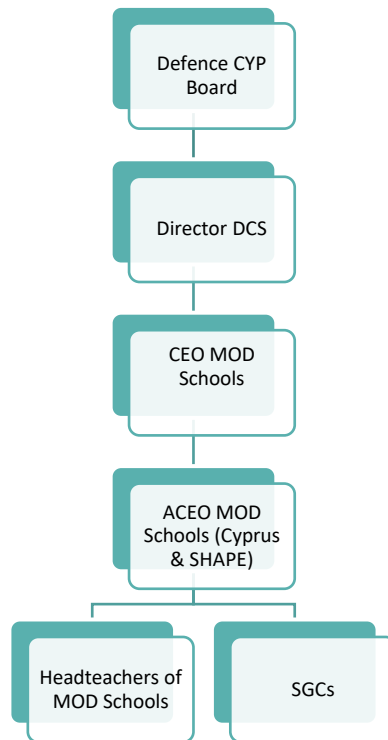 Defence CYP
Board
Director DCS
CEO MOD
Schools
ACEO MOD
Schools (Cyprus
& SHAPE)
Headteachers of
MOD Schools
SGCs